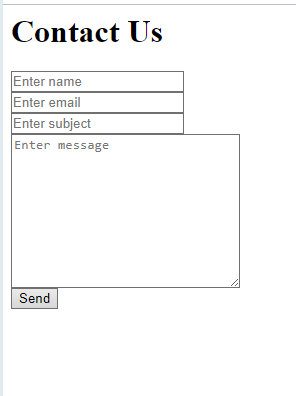 Contact Us
Enter name
Enter email
Enter subject
Enter message
Send